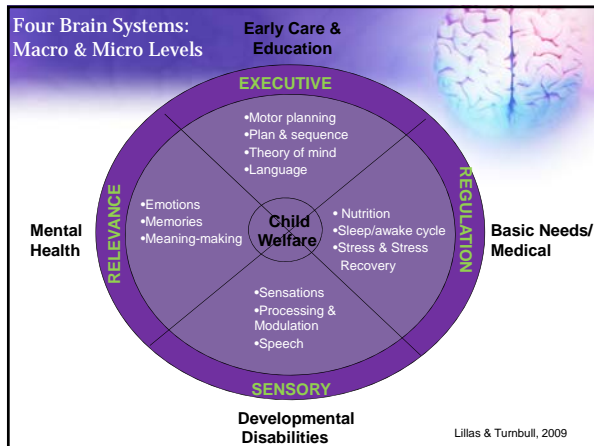 Four Brain Systems:
Macro & Micro Levels
Early Care &
Education
EXECUTIVE
•Motor planning
•Plan & sequence
•Theory of mind
•Language
RELEVANCE
•Emotions
•Memories
•Meaning-making
Mental
Health
Child
Welfare
REGULATION
• Nutrition
•Sleep/awake cycle
•Stress & Stress
Recovery
Basic Needs/
Medical
•Sensations
•Processing &
Modulation
•Speech
SENSORY
Developmental
Disabilities
Lillas & Turnbull, 2009